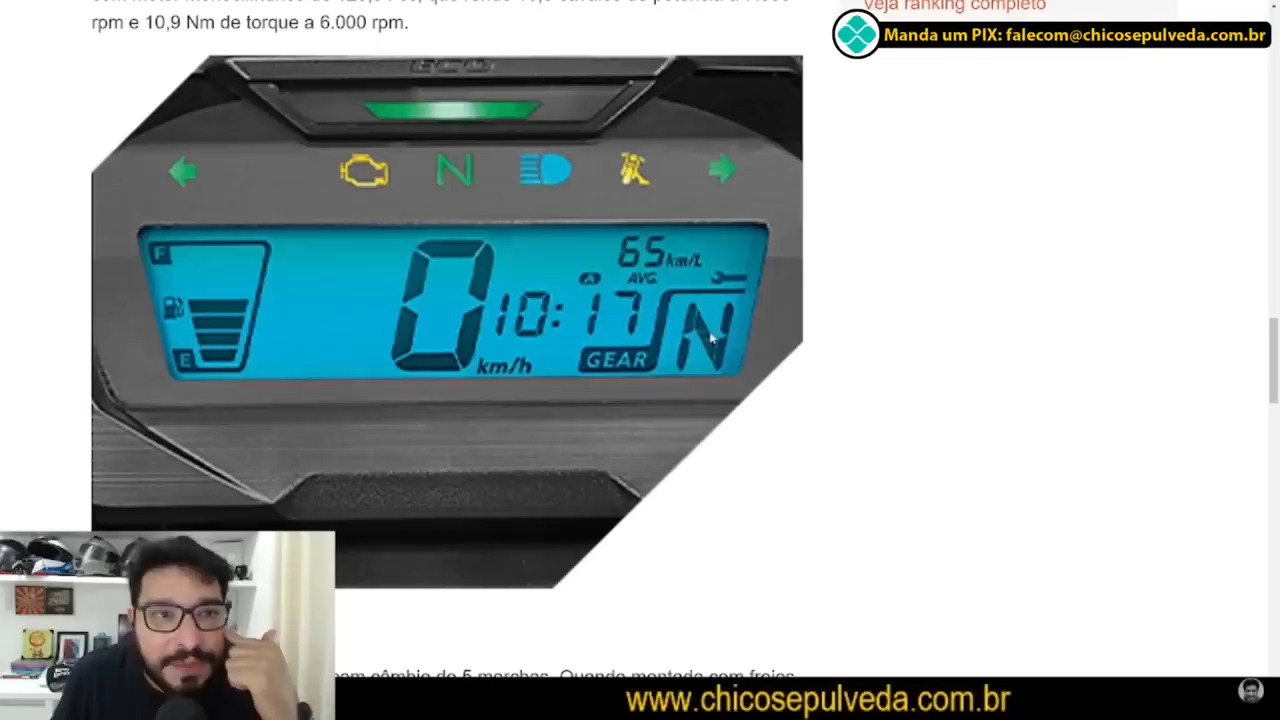 veja ranking completo
Manda um PIX: falecom@chicosepulveda.com.br
rpm e 10,9 Nm de torque a 6.000 rpm.
ECO
F
65 km/L
A AVG.
0 10:17 N
E
km/h GEAR
com câmbio de 5 marchas. Quando montada com freios
www.chicosepulveda.com.br